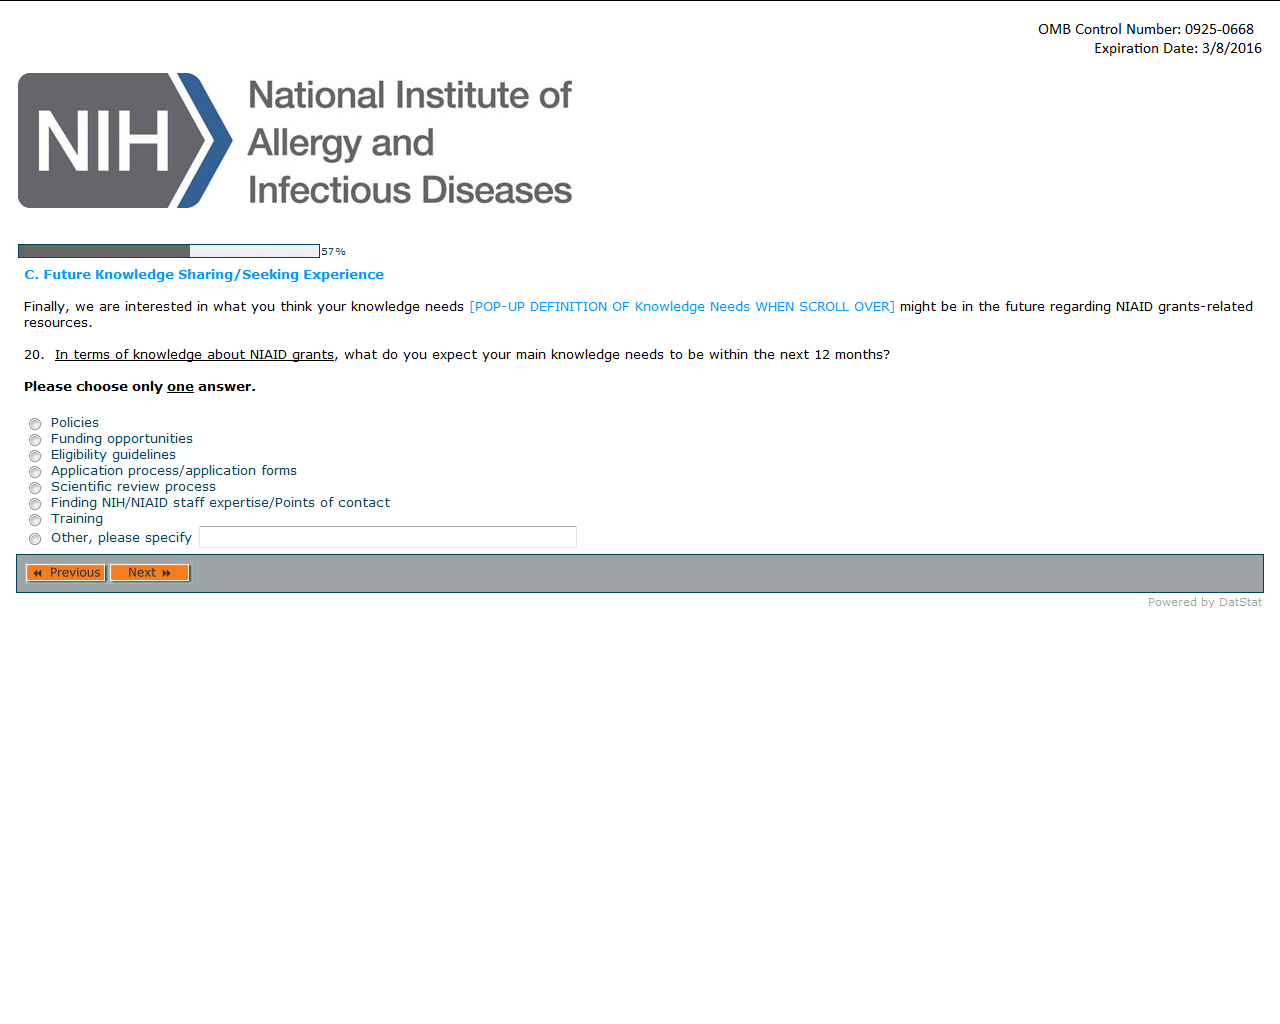 OMB Control Number: 0925-0668
Expiration Date: 3/8/2016
NIH
National Institute of
Allergy and
Infectious Diseases
57%
C. Future Knowledge Sharing/Seeking Experience
Finally, we are interested in what you think your knowledge needs [POP-UP DEFINITION OF Knowledge Needs WHEN SCROLL OVER] might be in the future regarding NIAID grants-related
resources.
20. In terms of knowledge about NIAID grants, what do you expect your main knowledge needs to be within the next 12 months?
Please choose only one answer.
Policies
Funding opportunities
Eligibility guidelines
Application process/application forms
Scientific review process
Finding NIH/NIAID staff expertise/Points of contact
Training
Other, please specify
Previous Next
Powered by DatStat